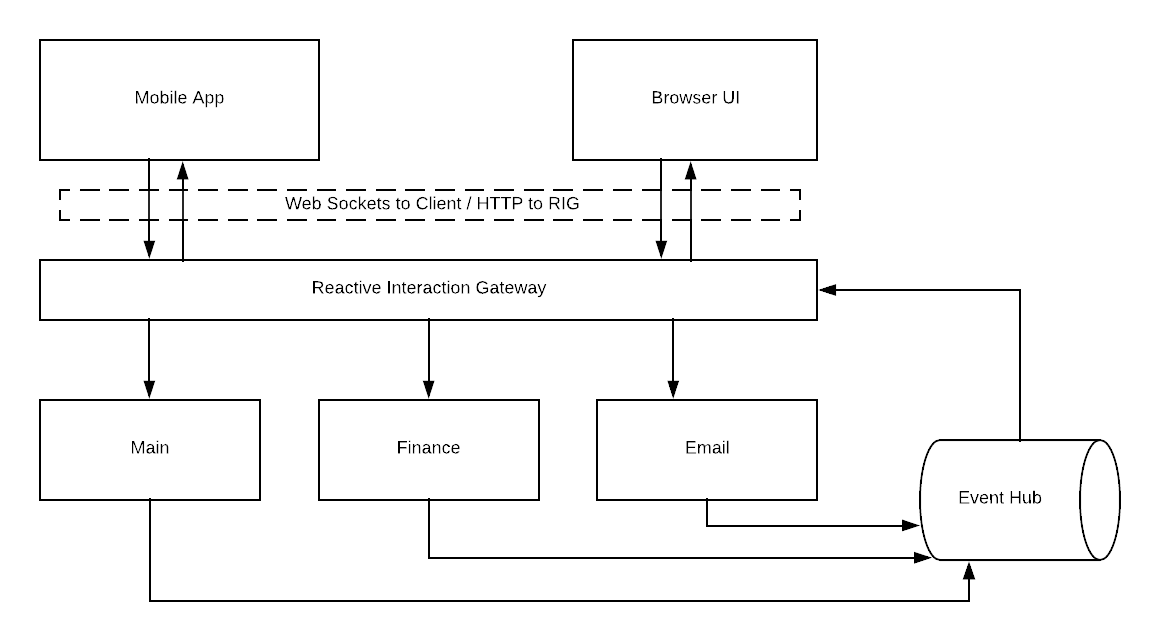 Mobile App
Browser UI
Web Sockets to Client / HTTP to RIG
Reactive Interaction Gateway
Main
Finance
Email
Event Hub